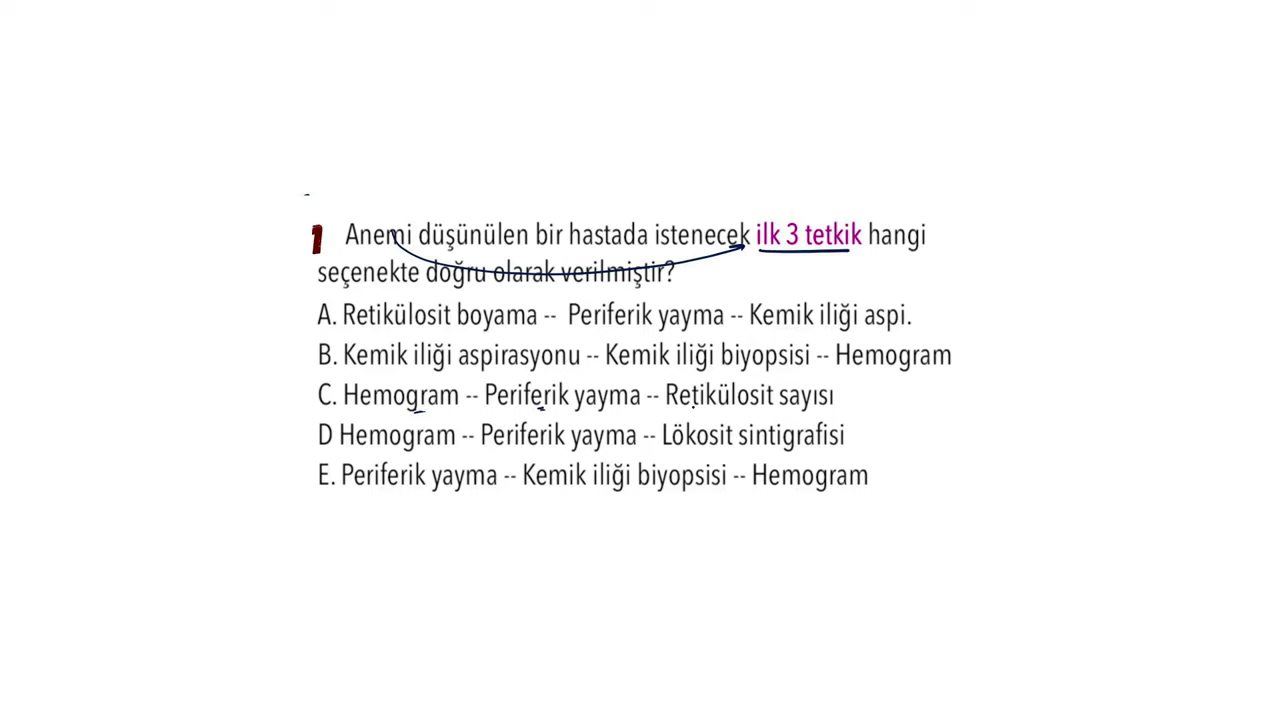 1 Anemi düşünülen bir hastada istenecek ilk 3 tetkik hangi
seçenekte doğru olarak verilmiştir?
A. Retikülosit boyama -- Periferik yayma -- Kemik iliği aspi.
B. Kemik iliği aspirasyonu -- Kemik iliği biyopsisi -- Hemogram
C. Hemogram -- Periferik yayma -- Retikülosit sayısı
D Hemogram -- Periferik yayma -- Lökosit sintigrafisi
E. Periferik yayma -- Kemik iliği biyopsisi -- Hemogram